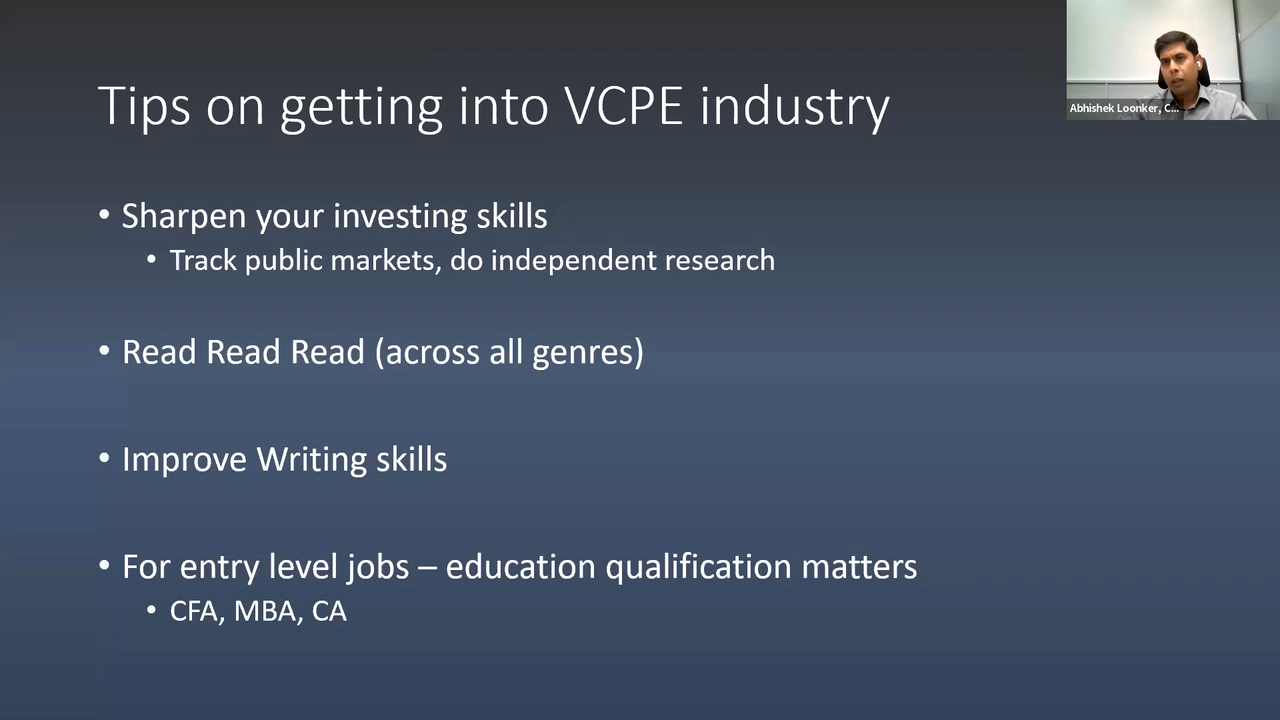 Tips on getting into VCPE industry
Abhishek Loonker, C...
• Sharpen your investing skills
• Track public markets, do independent research
• Read Read Read (across all genres)
• Improve Writing skills
• For entry level jobs – education qualification matters
• CFA, MBA, CA